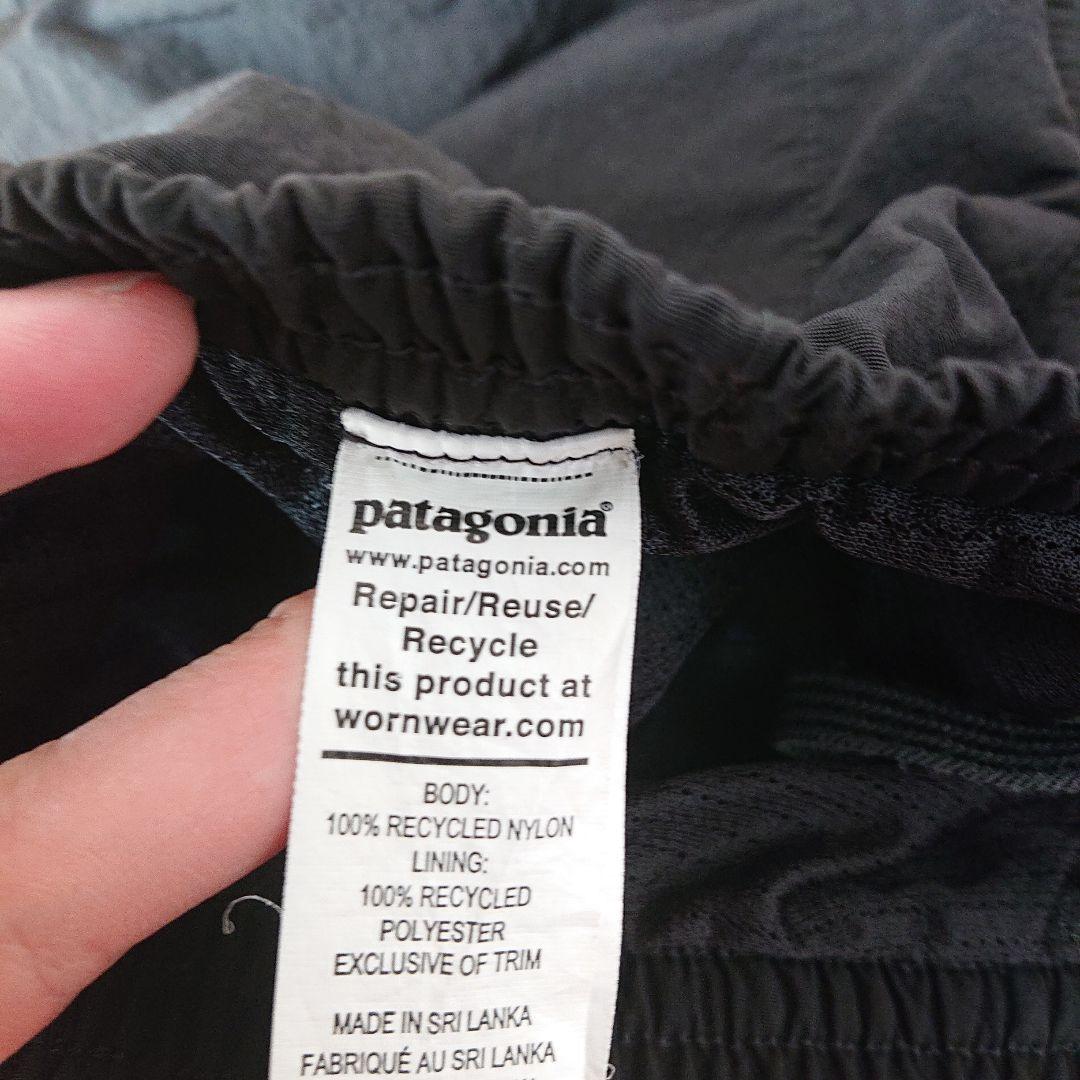 patagonia®
www.patagonia.com
Repair/Reuse/
Recycle
this product at
wornwear.com
BODY:
100% RECYCLED NYLON
LINING:
100% RECYCLED
POLYESTER
EXCLUSIVE OF TRIM
MADE IN SRI LANKA
FABRIQUÉ AU SRI LANKA